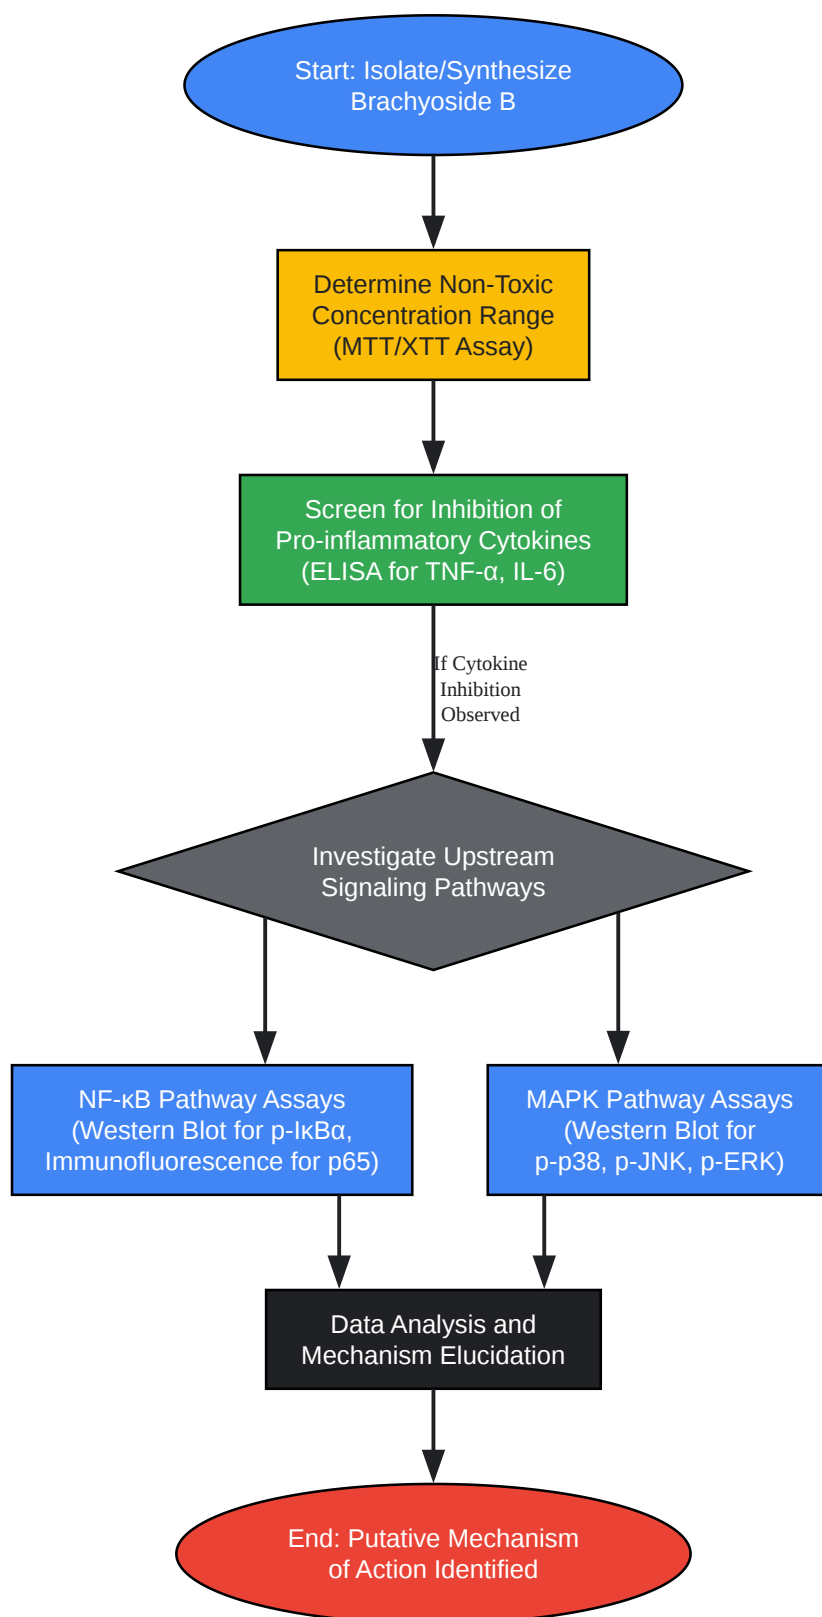 Start: Isolate/Synthesize
Brachyoside B
Determine Non-Toxic
Concentration Range
(MTT/XTT Assay)
Screen for Inhibition of
Pro-inflammatory Cytokines
(ELISA for TNF-α, IL-6)
If Cytokine
Inhibition
Observed
Investigate Upstream
Signaling Pathways
NF-κB Pathway Assays
(Western Blot for p-IκBα,
Immunofluorescence for p65)
MAPK Pathway Assays
(Western Blot for
p-p38, p-JNK, p-ERK)
Data Analysis and
Mechanism Elucidation
End: Putative Mechanism
of Action Identified